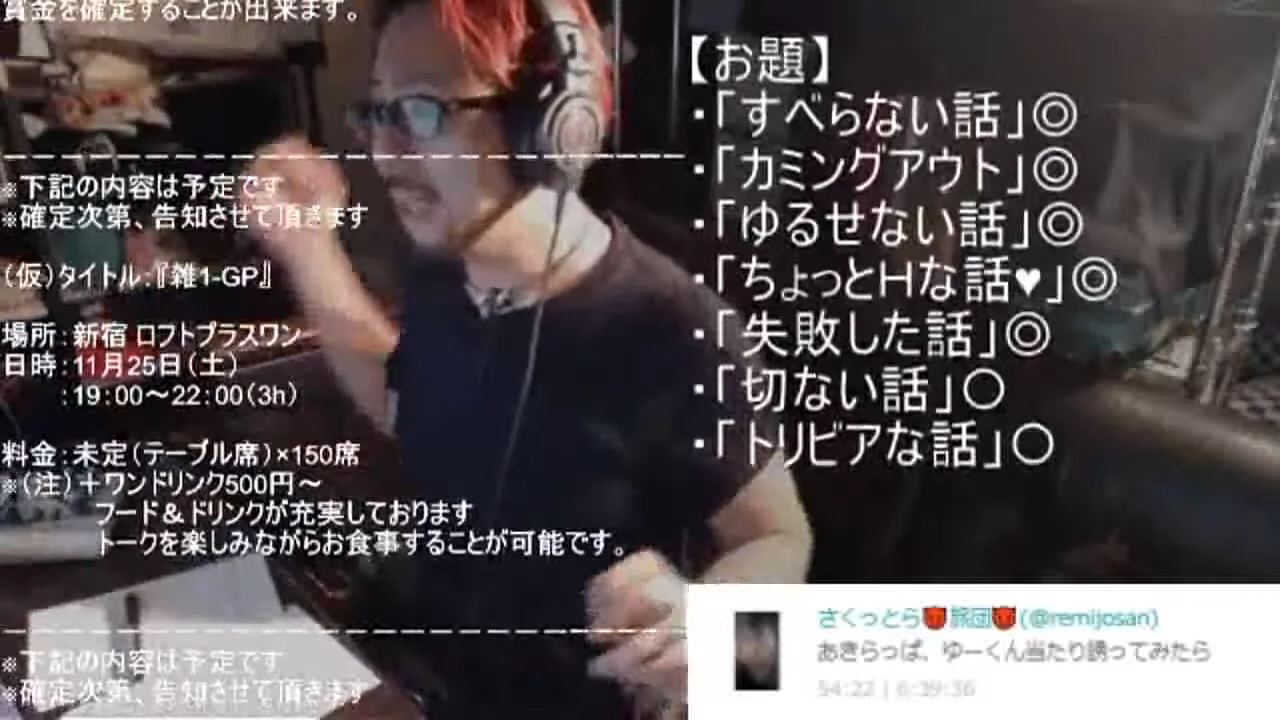 賞金を確定することが出来ます。
※下記の内容は予定です
※確定次第、告知させて頂きます
（仮）タイトル：『雑1-GP』
場所：新宿 ロフトプラスワン
日時：11月25日（土）
：19：00～22：00（3h）
料金：未定（テーブル席）×150席
※（注）＋ワンドリンク500円～
フード＆ドリンクが充実しております
トークを楽しみながらお食事することが可能です。
※下記の内容は予定です
※確定次第、告知させて頂きます
【お題】
・「すべらない話」◎
・「カミングアウト」◎
・「ゆるせない話」◎
・「ちょっとHな話♥」◎
・「失敗した話」◎
・「切ない話」〇
・「トリビアな話」〇
さくっとら👹旅団👹(@remijosan)
あきらっぱ、ゆーくん当たり誘ってみたら
54:22 | 6:39:36